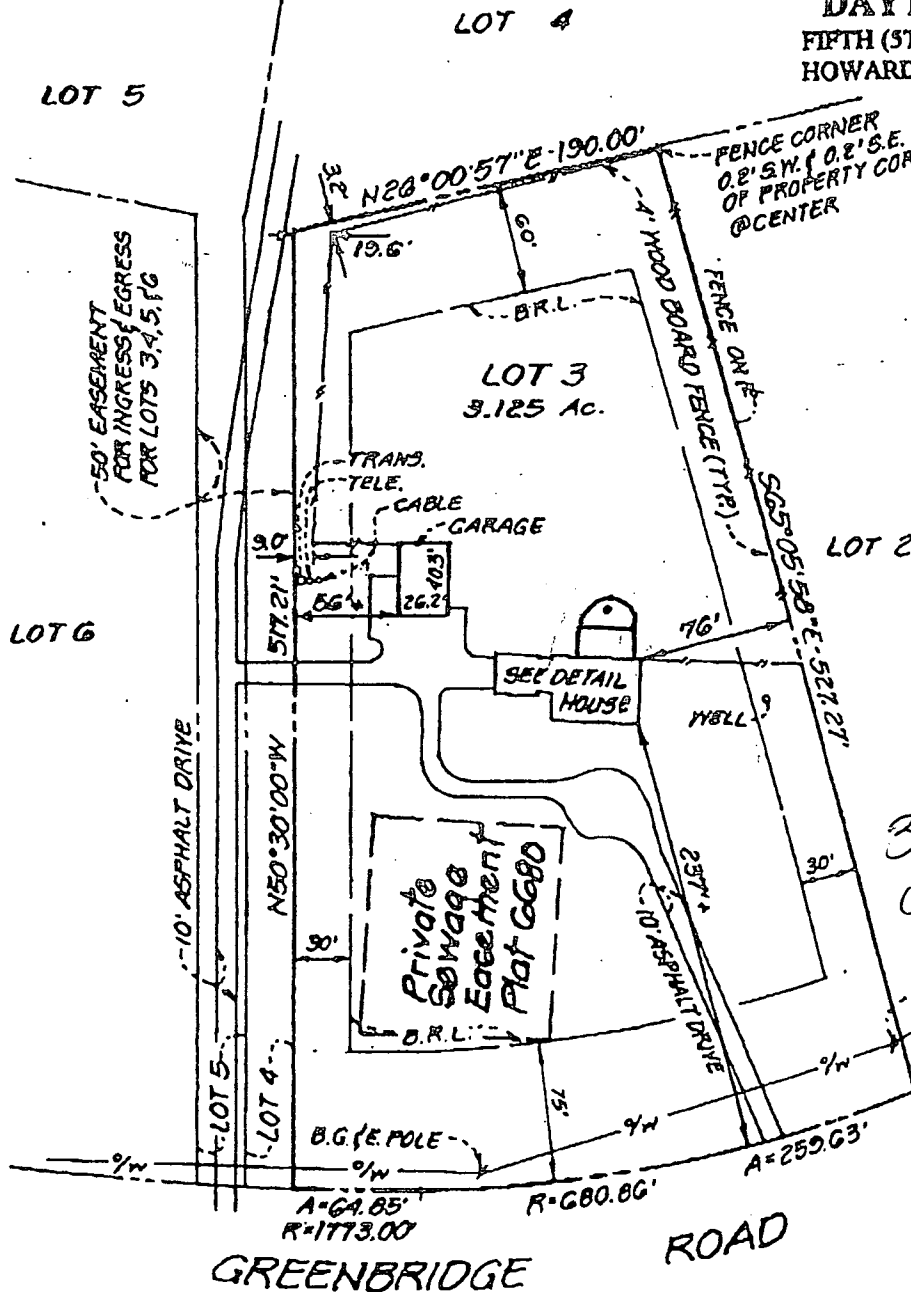 LOT 4
FIFTH (5T
HOWARD
LOT 5
FENCE CORNER
0.2' S.W. & 0.2' S.E.
OF PROPERTY COR
@CENTER
N26°00'57"E-190.00'
3.2'
19.6'
60'
4' WOOD BOARD FENCE (TYP.)
FENCE ON
B.R.L.
50' EASEMENT
FOR INGRESS & EGRESS
FOR LOTS 3,4,5,&6
LOT 3
3.125 Ac.
TRANS.
TELE.
CABLE
GARAGE
9.0'
40.3'
26.2'
56'
517.21'
S65°05'58"E-527.27'
LOT 2
LOT 6
76'
SEE DETAIL
HOUSE
WELL
10' ASPHALT DRIVE
N50°30'00"W
Private
Sewage
Easement
Plat 6680
237'±
30'
30'
10' ASPHALT DRIVE
B.R.L.
75'
LOT 5
LOT 4
B.G.&E. POLE
o/w
o/w
o/w
o/w
A=259.63'
R=680.86'
A=64.85'
R=1773.00'
GREENBRIDGE ROAD